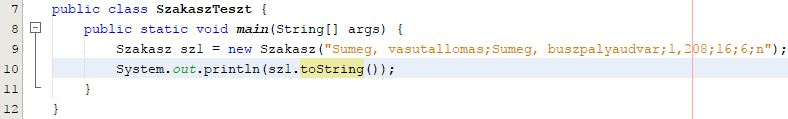 7 public class SzakaszTeszt {
8 public static void main(String[] args) {
9 Szakasz sz1 = new Szakasz("Sumeg, vasutallomas;Sumeg, buszpalyaudvar;1,208;16;6;n");
10 System.out.println(sz1.toString());
11 }
12 }